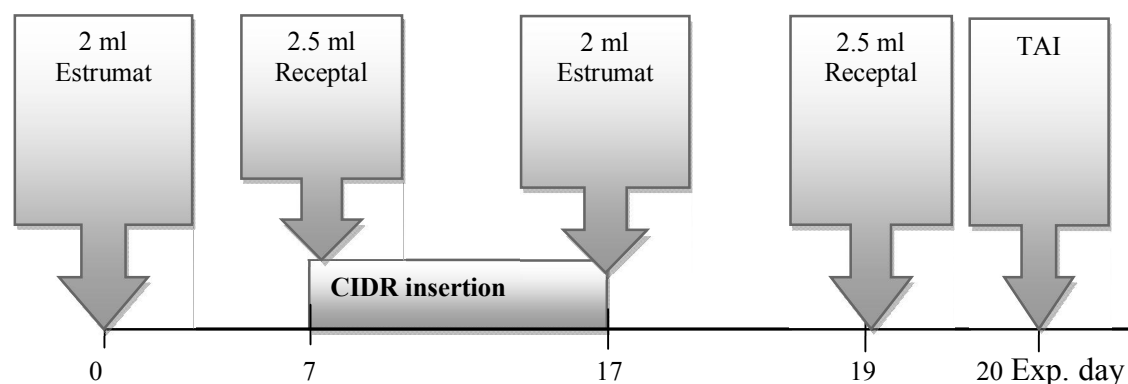 2 ml
Estrumat
2.5 ml
Receptal
2 ml
Estrumat
2.5 ml
Receptal
TAI
CIDR insertion
0
7
17
19
20 Exp. day